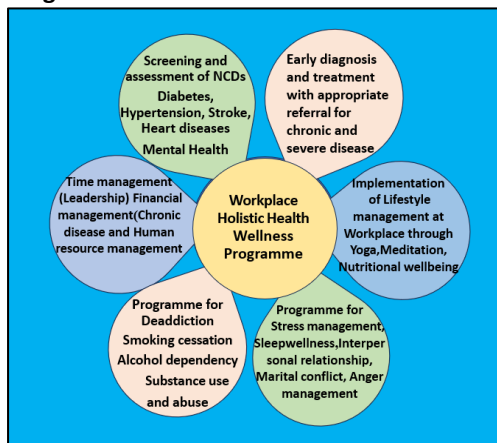 Screening and
assessment of NCDs
Diabetes,
Hypertension, Stroke,
Heart diseases
Mental Health
Early diagnosis
and treatment
with appropriate
referral for
chronic and
severe disease
Time management
(Leadership) Financial
management(Chronic
disease and Human
resource management
Workplace
Holistic Health
Wellness
Programme
Implementation
of Lifestyle
management at
Workplace through
Yoga,Meditation,
Nutritional wellbeing
Programme for
Deaddiction
Smoking cessation
Alcohol dependency
Substance use
and abuse
Programme for
Stress management,
Sleepwellness,Interper
sonal relationship,
Marital conflict, Anger
management